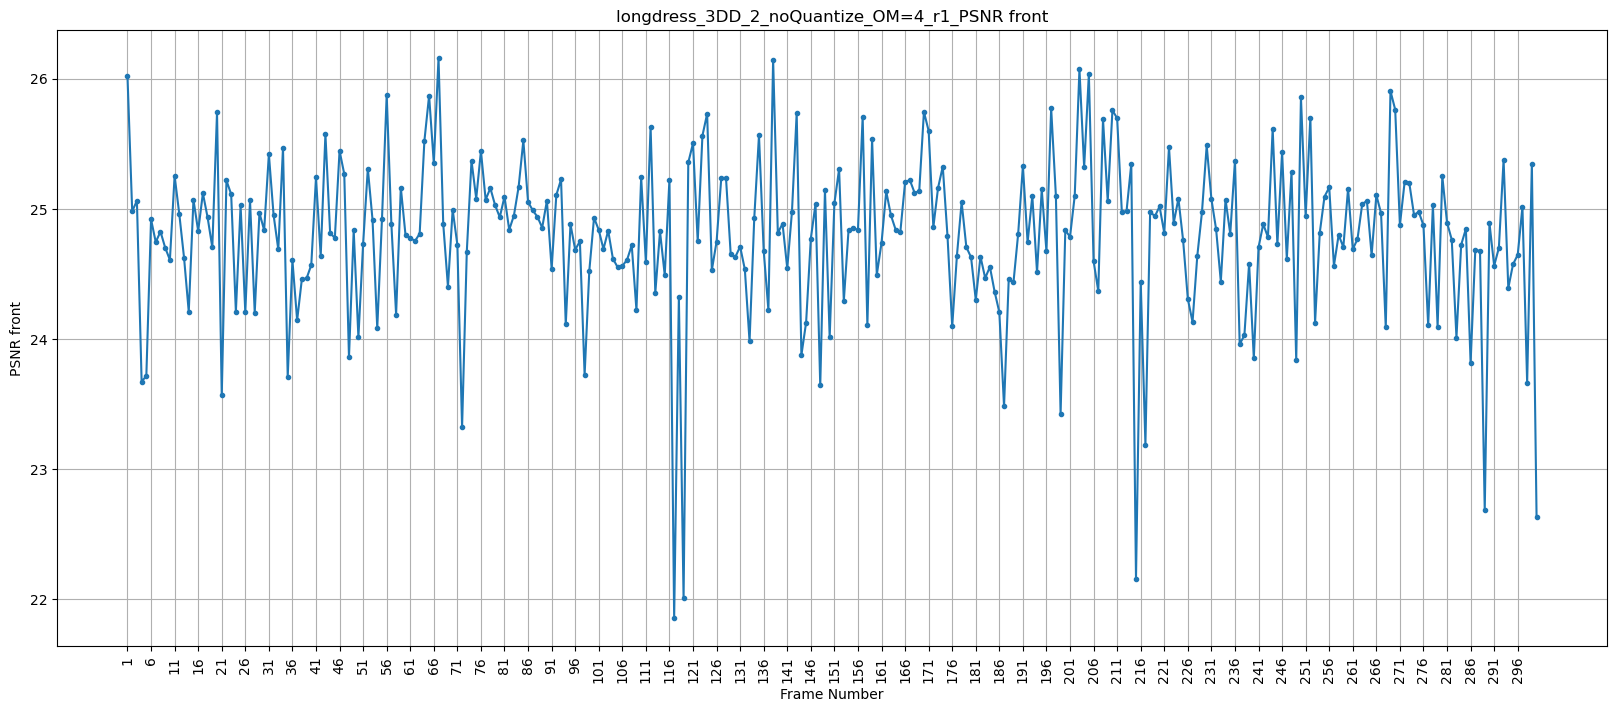 longdress_3DD_2_noQuantize_OM=4_r1_PSNR front
PSNR front
26
25
24
23
22
1 6 11 16 21 26 31 36 41 46 51 56 61 66 71 76 81 86 91 96 101 106 111 116 121 126 131 136 141 146 151 156 161 166 171 176 181 186 191 196 201 206 211 216 221 226 231 236 241 246 251 256 261 266 271 276 281 286 291 296
Frame Number